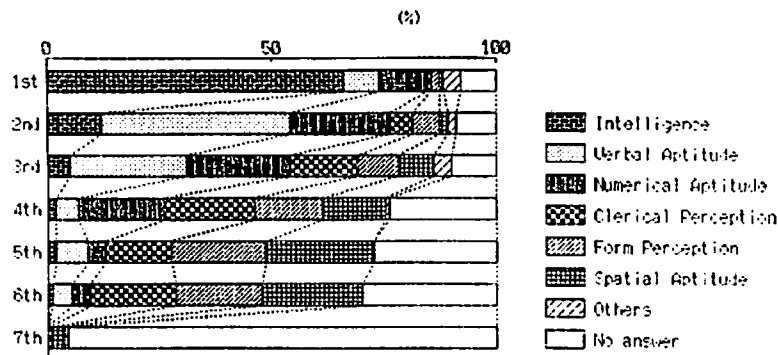 (%)
0 50 100
1st
2nd
3rd
4th
5th
6th
7th
Intelligence
Verbal Aptitude
Numerical Aptitude
Clerical Perception
Form Perception
Spatial Aptitude
Others
No answer